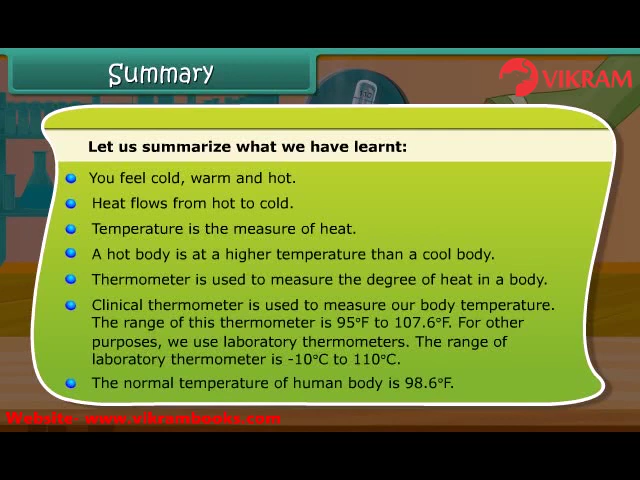 Summary
VIKRAM
Let us summarize what we have learnt:
You feel cold, warm and hot.
Heat flows from hot to cold.
Temperature is the measure of heat.
A hot body is at a higher temperature than a cool body.
Thermometer is used to measure the degree of heat in a body.
Clinical thermometer is used to measure our body temperature.
The range of this thermometer is 95°F to 107.6°F. For other
purposes, we use laboratory thermometers. The range of
laboratory thermometer is -10°C to 110°C.
The normal temperature of human body is 98.6°F.
Website- www.vikrambooks.com